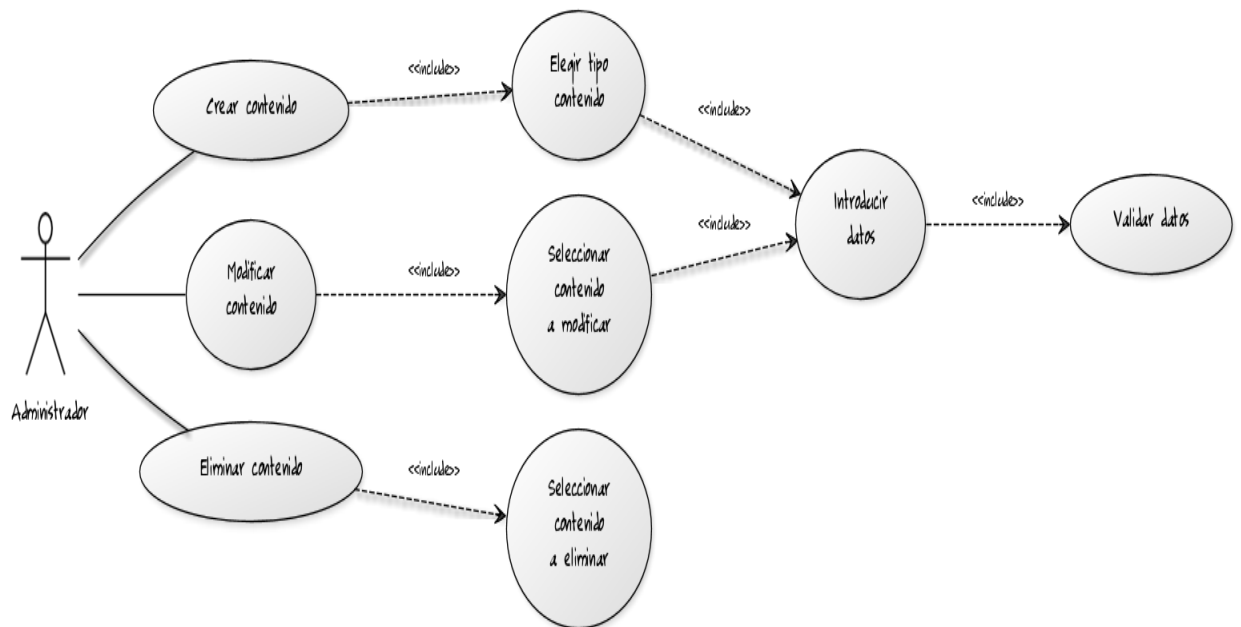 <<include>>
Elegir tipo
contenido
Crear contenido
<<include>>
Introducir
datos
<<include>>
Validar datos
Modificar
contenido
<<include>>
Seleccionar
contenido
a modificar
<<include>>
Administrador
Eliminar contenido
<<include>>
Seleccionar
contenido
a eliminar